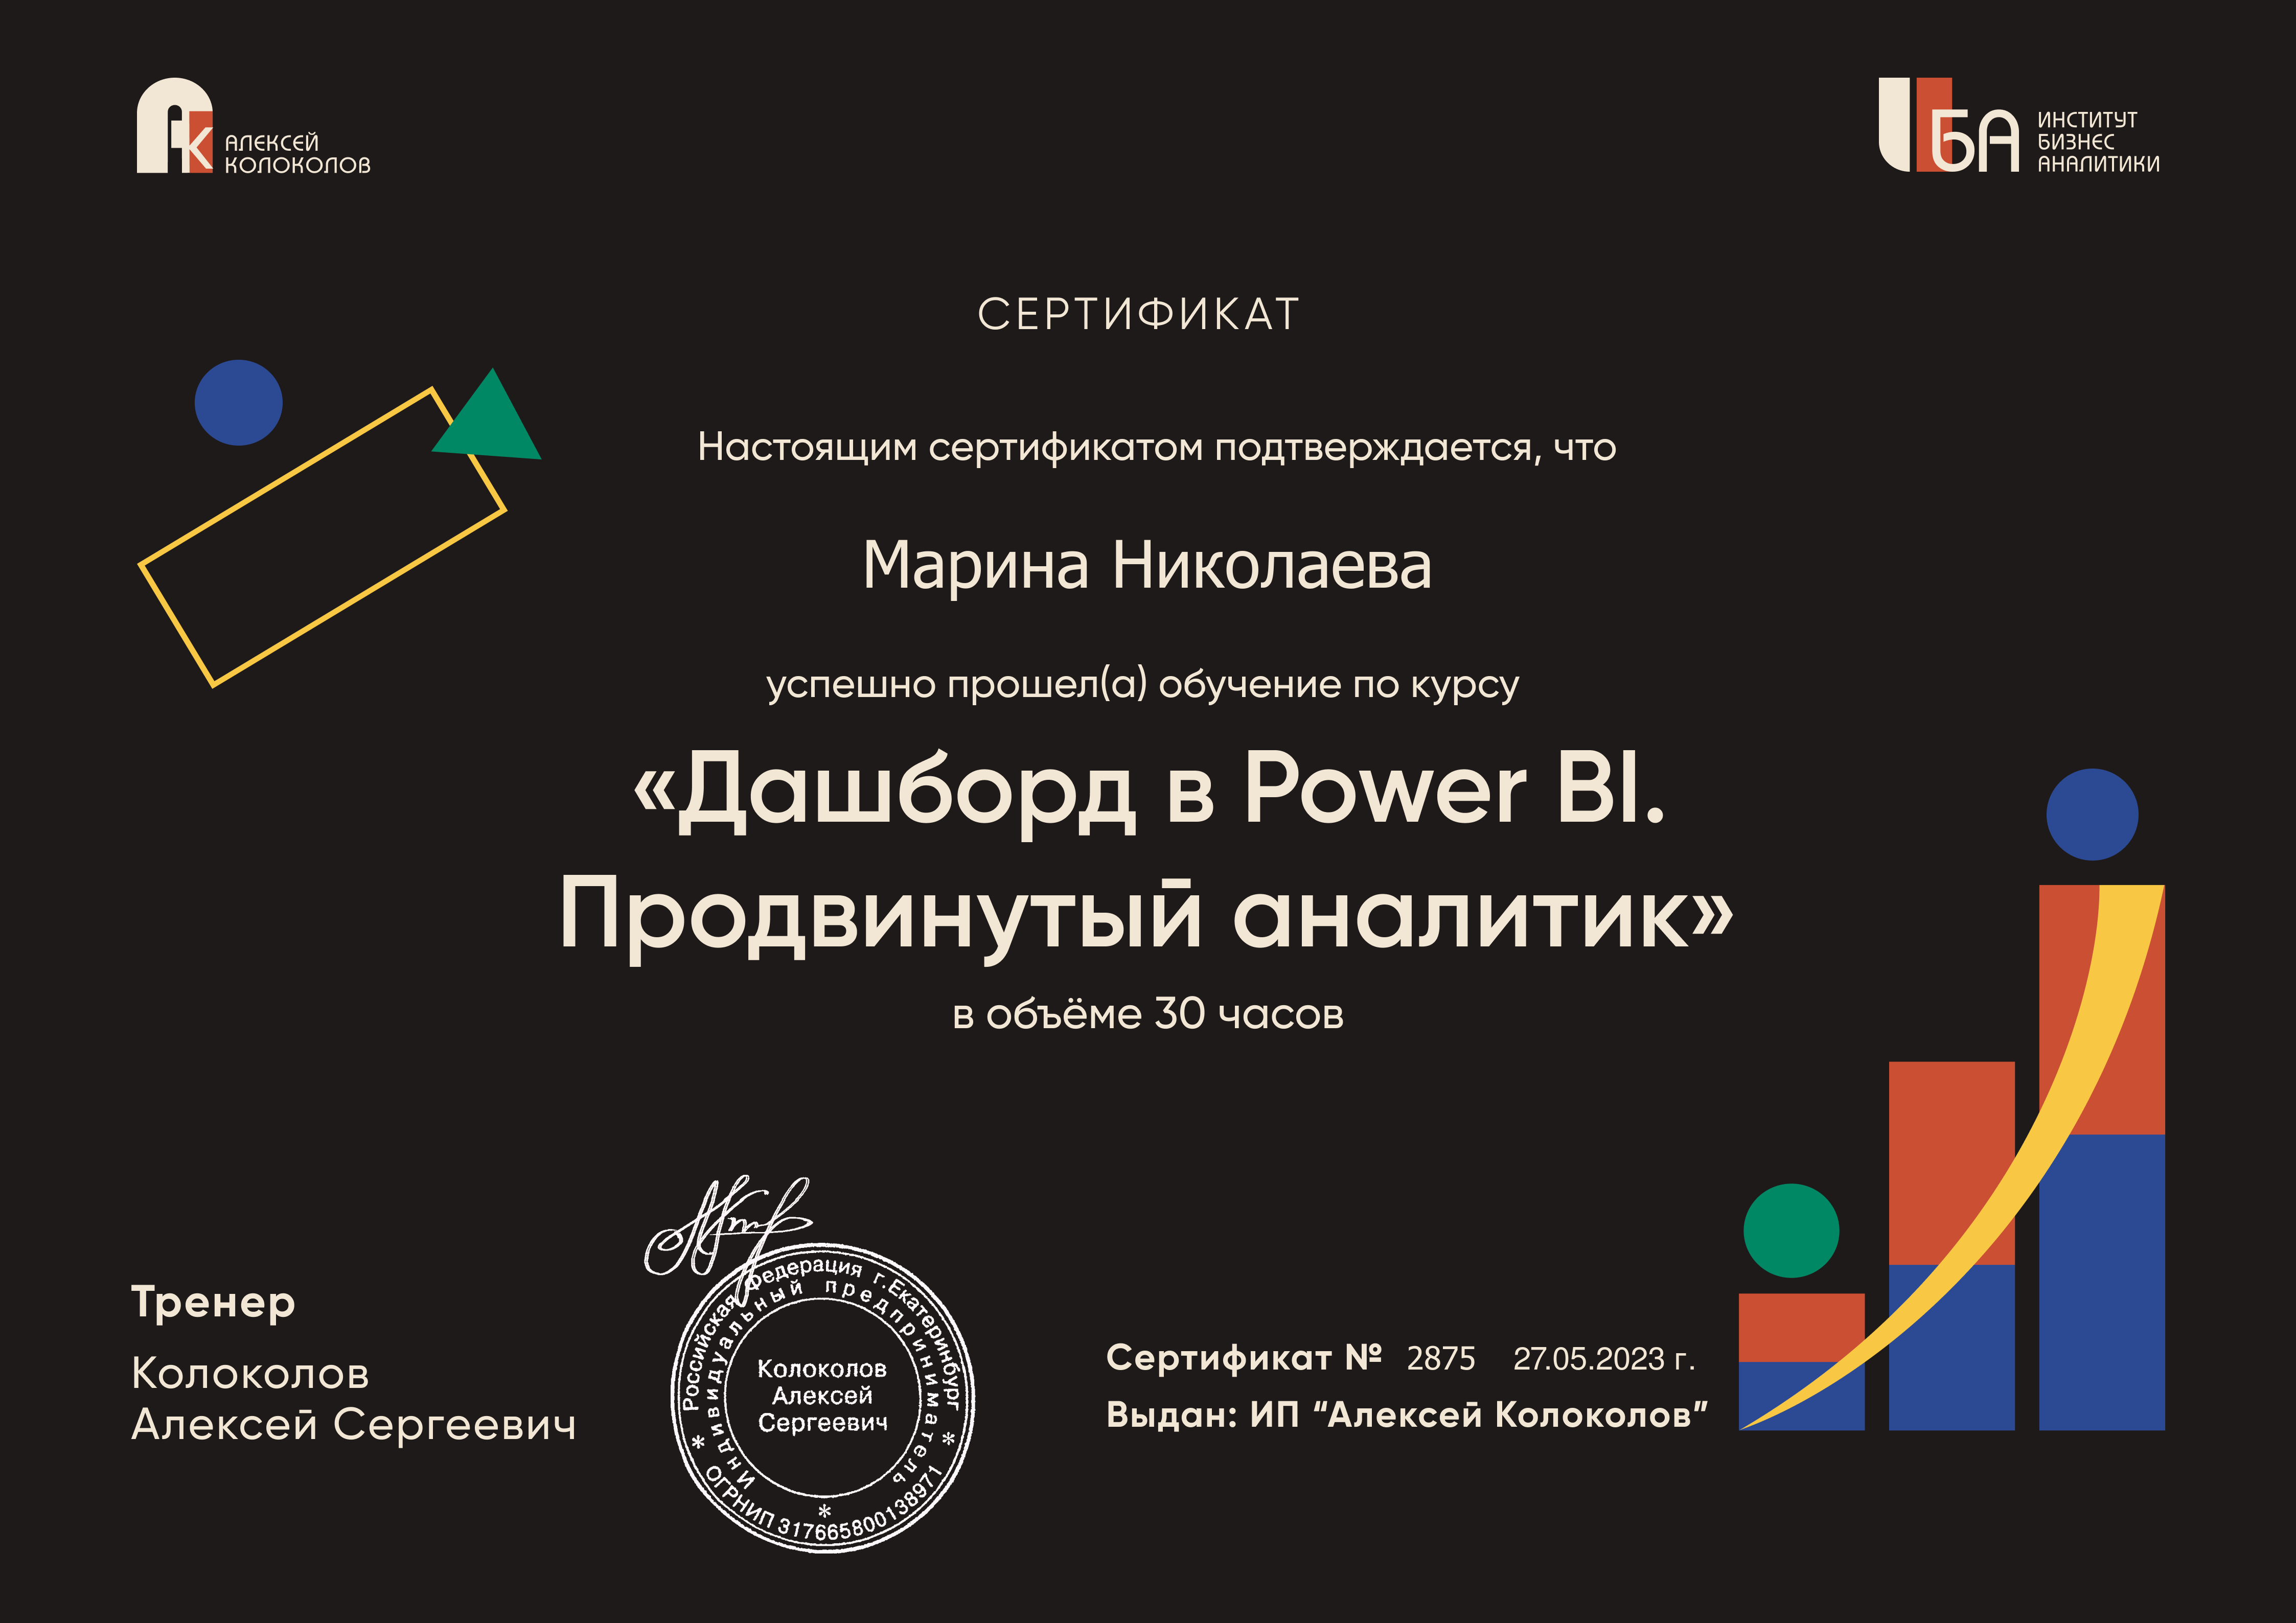 АК
АЛЕКСЕЙ
КОЛОКОЛОВ
БА
ИНСТИТУТ
БИЗНЕС
АНАЛИТИКИ
СЕРТИФИКАТ
Настоящим сертификатом подтверждается, что
Марина Николаева
успешно прошел(а) обучение по курсу
«Дашборд в Power BI.
Продвинутый аналитик»
в объёме 30 часов
Тренер
Колоколов
Алексей Сергеевич
Российская Федерация г.Екатеринбург
Индивидуальный предприниматель
Колоколов
Алексей
Сергеевич
* ОГРНИП 317665800138971 *
*
Сертификат № 2875 27.05.2023 г.
Выдан: ИП “Алексей Колоколов”